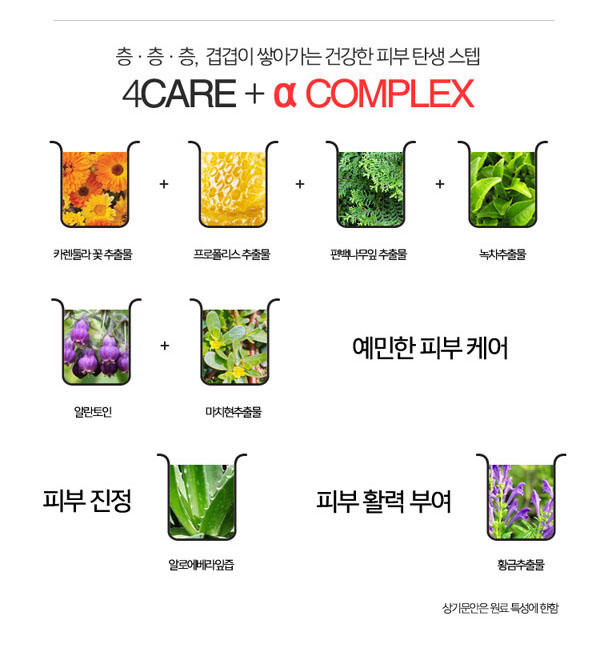 층·층·층, 겹겹이 쌓아가는 건강한 피부 탄생 스텝
4CARE + α COMPLEX
+ + +
카렌둘라 꽃 추출물 프로폴리스 추출물 편백나무잎 추출물 녹차추출물
+ 예민한 피부 케어
알란토인 마치현추출물
피부 진정 피부 활력 부여
알로에베라잎즙 황금추출물
상기문안은 원료 특성에 한함